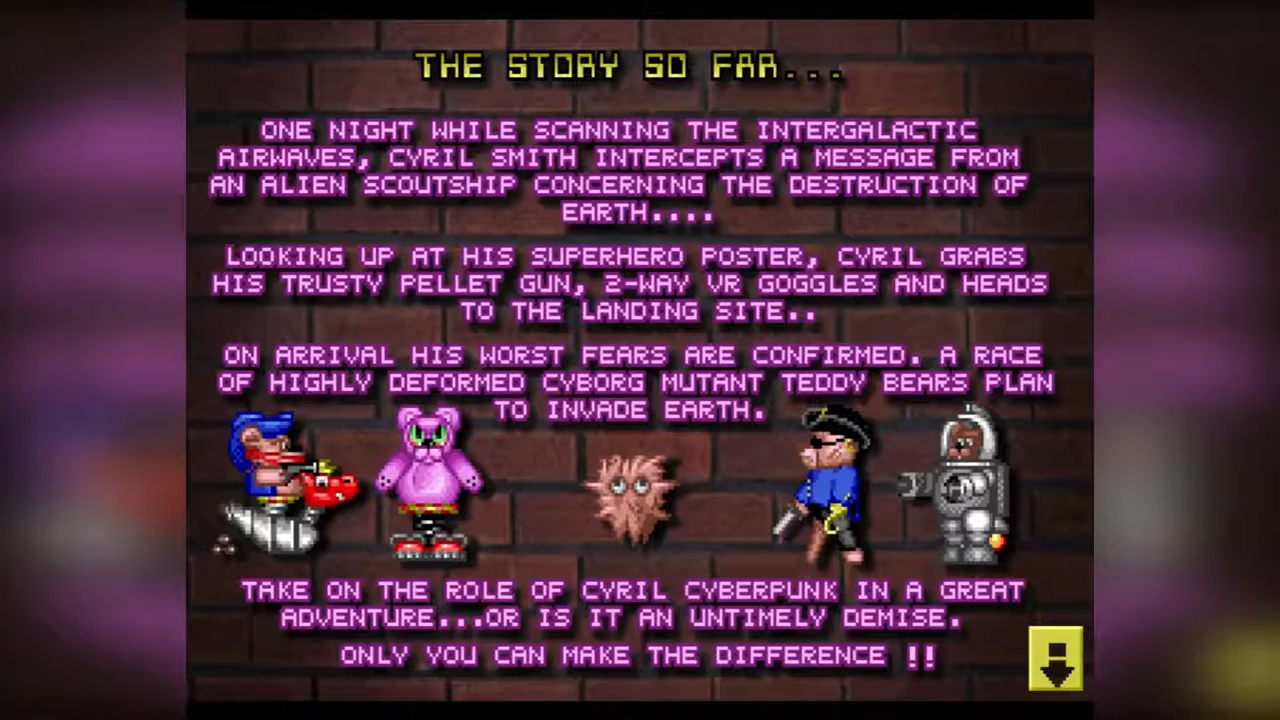 THE STORY SO FAR...
ONE NIGHT WHILE SCANNING THE INTERGALACTIC
AIRWAVES, CYRIL SMITH INTERCEPTS A MESSAGE FROM
AN ALIEN SCOUTSHIP CONCERNING THE DESTRUCTION OF
EARTH....
LOOKING UP AT HIS SUPERHERO POSTER, CYRIL GRABS
HIS TRUSTY PELLET GUN, 2-WAY VR GOGGLES AND HEADS
TO THE LANDING SITE..
ON ARRIVAL HIS WORST FEARS ARE CONFIRMED. A RACE
OF HIGHLY DEFORMED CYBORG MUTANT TEDDY BEARS PLAN
TO INVADE EARTH.
TAKE ON THE ROLE OF CYRIL CYBERPUNK IN A GREAT
ADVENTURE...OR IS IT AN UNTIMELY DEMISE.
ONLY YOU CAN MAKE THE DIFFERENCE !!